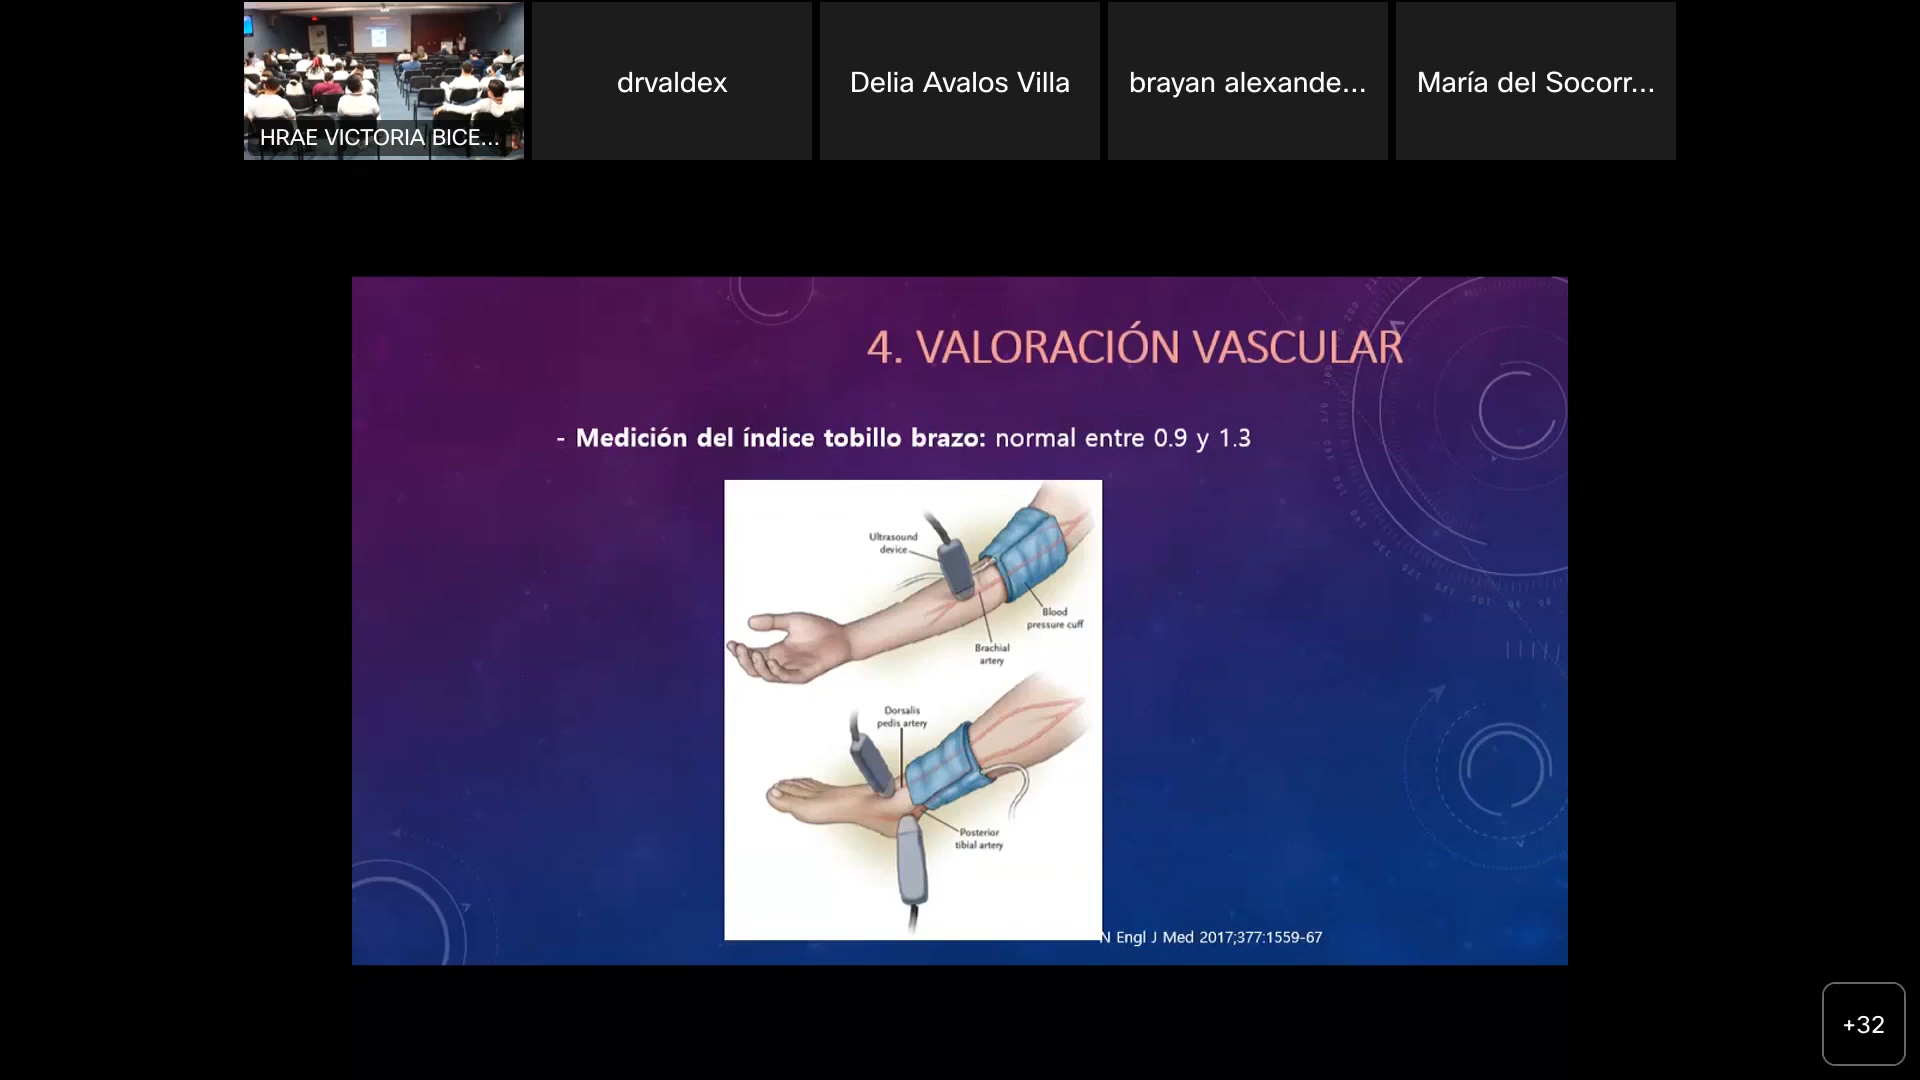 HRAE VICTORIA BICE...
drvaldex
Delia Avalos Villa
brayan alexande...
María del Socorr...
4. VALORACIÓN VASCULAR
- Medición del índice tobillo brazo: normal entre 0.9 y 1.3
Ultrasound
device
Blood
pressure cuff
Brachial
artery
Dorsalis
pedis artery
Posterior
tibial artery
N Engl J Med 2017;377:1559-67
+32